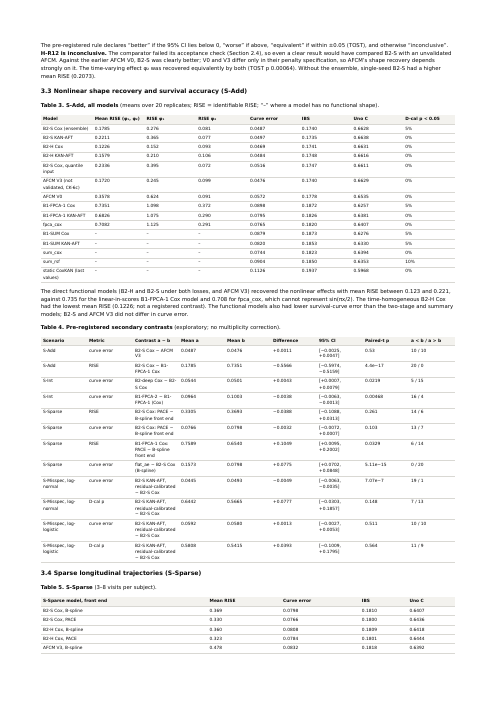 The pre-registered rule declares "better" if the 95% CI lies below 0, "worse" if above, "equivalent" if within ±0.05 (TOST), and otherwise "inconclusive".
H-R12 is inconclusive. The comparator failed its acceptance check (Section 2.4), so even a clear result would have compared B2-S with an unvalidated
AFCM. Against the earlier AFCM V0, B2-S was clearly better; V0 and V3 differ only in their penalty, so AFCM's shape recovery depends
strongly on it. The time-varying effect φ₂ was recovered equivalently by both (TOST p 0.00064). Without the ensemble, single-seed B2-S had a higher
mean RISE (0.2073).
3.3 Nonlinear shape recovery and survival accuracy (S-Add)
Table 3. S-Add, all models (means over 20 replicates; RISE = identifiable RISE; "–" where a model has no functional shape).
Model Mean RISE (φ₁, φ₂) RISE φ₁ RISE φ₂ Curve error IBS Uno C D-cal p < 0.05
B2-S Cox (ensemble) 0.1785 0.276 0.081 0.0487 0.1740 0.6628 5%
B2-S KAN-AFT 0.2211 0.365 0.077 0.0497 0.1735 0.6638 0%
B2-H Cox 0.1226 0.152 0.093 0.0469 0.1741 0.6631 0%
B2-H KAN-AFT 0.1579 0.210 0.106 0.0484 0.1748 0.6616 0%
B2-S Cox, quantile input 0.2336 0.395 0.072 0.0516 0.1747 0.6611 0%
AFCM V3 (not validated, CR-6c) 0.1720 0.245 0.099 0.0476 0.1740 0.6629 0%
AFCM V0 0.3578 0.624 0.091 0.0572 0.1778 0.6535 0%
B1-FPCA-1 Cox 0.7351 1.098 0.372 0.0898 0.1872 0.6257 5%
B1-FPCA-1 KAN-AFT 0.6826 1.075 0.290 0.0795 0.1826 0.6381 0%
fpca_cox 0.7082 1.125 0.291 0.0765 0.1820 0.6407 0%
B1-SUM Cox – – – 0.0879 0.1873 0.6276 5%
B1-SUM KAN-AFT – – – 0.0820 0.1853 0.6330 5%
sum_cox – – – 0.0744 0.1823 0.6394 0%
sum_rsf – – – 0.0904 0.1850 0.6353 10%
static CoxKAN (last values) – – – 0.1126 0.1937 0.5968 0%
The direct functional models (B2-H and B2-S under both losses, and AFCM V3) recovered the nonlinear effects with mean RISE between 0.123 and 0.221,
against 0.735 for the linear-in-scores B1-FPCA-1 Cox model and 0.708 for fpca_cox, which cannot represent sin(πx/2). The time-homogeneous B2-H Cox
had the lowest mean RISE (0.1226; not a registered contrast). The functional models also had lower survival-curve error than the two-stage and summary
models; B2-S and AFCM V3 did not differ in curve error.
Table 4. Pre-registered secondary contrasts (exploratory; no multiplicity correction).
Scenario Metric Contrast a − b Mean a Mean b Difference 95% CI Paired-t p a < b / a > b
S-Add curve error B2-S Cox − AFCM V3 0.0487 0.0476 +0.0011 [−0.0025, +0.0047] 0.53 10 / 10
S-Add RISE B2-S Cox − B1-FPCA-1 Cox 0.1785 0.7351 −0.5566 [−0.5974, −0.5159] 4.4e−17 20 / 0
S-Int curve error B2-deep Cox − B2-S Cox 0.0544 0.0501 +0.0043 [+0.0007, +0.0079] 0.0219 5 / 15
S-Int curve error B1-FPCA-2 − B1-FPCA-1 (Cox) 0.0964 0.1003 −0.0038 [−0.0063, −0.0013] 0.00468 16 / 4
S-Sparse RISE B2-S Cox: PACE − B-spline front end 0.3305 0.3693 −0.0388 [−0.1088, +0.0313] 0.261 14 / 6
S-Sparse curve error B2-S Cox: PACE − B-spline front end 0.0766 0.0798 −0.0032 [−0.0072, +0.0007] 0.103 13 / 7
S-Sparse RISE B1-FPCA-1 Cox: PACE − B-spline front end 0.7589 0.6540 +0.1049 [+0.0095, +0.2002] 0.0329 6 / 14
S-Sparse curve error flat_ae − B2-S Cox (B-spline) 0.1573 0.0798 +0.0775 [+0.0702, +0.0848] 5.11e−15 0 / 20
S-Misspec, log-normal curve error B2-S KAN-AFT, residual-calibrated − B2-S Cox 0.0445 0.0493 −0.0049 [−0.0063, −0.0035] 7.07e−7 19 / 1
S-Misspec, log-normal D-cal p B2-S KAN-AFT, residual-calibrated − B2-S Cox 0.6442 0.5665 +0.0777 [−0.0303, +0.1857] 0.148 7 / 13
S-Misspec, log-logistic curve error B2-S KAN-AFT, residual-calibrated − B2-S Cox 0.0592 0.0580 +0.0013 [−0.0027, +0.0053] 0.511 10 / 10
S-Misspec, log-logistic D-cal p B2-S KAN-AFT, residual-calibrated − B2-S Cox 0.5808 0.5415 +0.0393 [−0.1009, +0.1795] 0.564 11 / 9
3.4 Sparse longitudinal trajectories (S-Sparse)
Table 5. S-Sparse (3–8 visits per subject).
S-Sparse model, front end Mean RISE Curve error IBS Uno C
B2-S Cox, B-spline 0.369 0.0798 0.1810 0.6407
B2-S Cox, PACE 0.330 0.0766 0.1800 0.6436
B2-H Cox, B-spline 0.360 0.0808 0.1809 0.6418
B2-H Cox, PACE 0.323 0.0784 0.1801 0.6444
AFCM V3, B-spline 0.478 0.0832 0.1818 0.6392